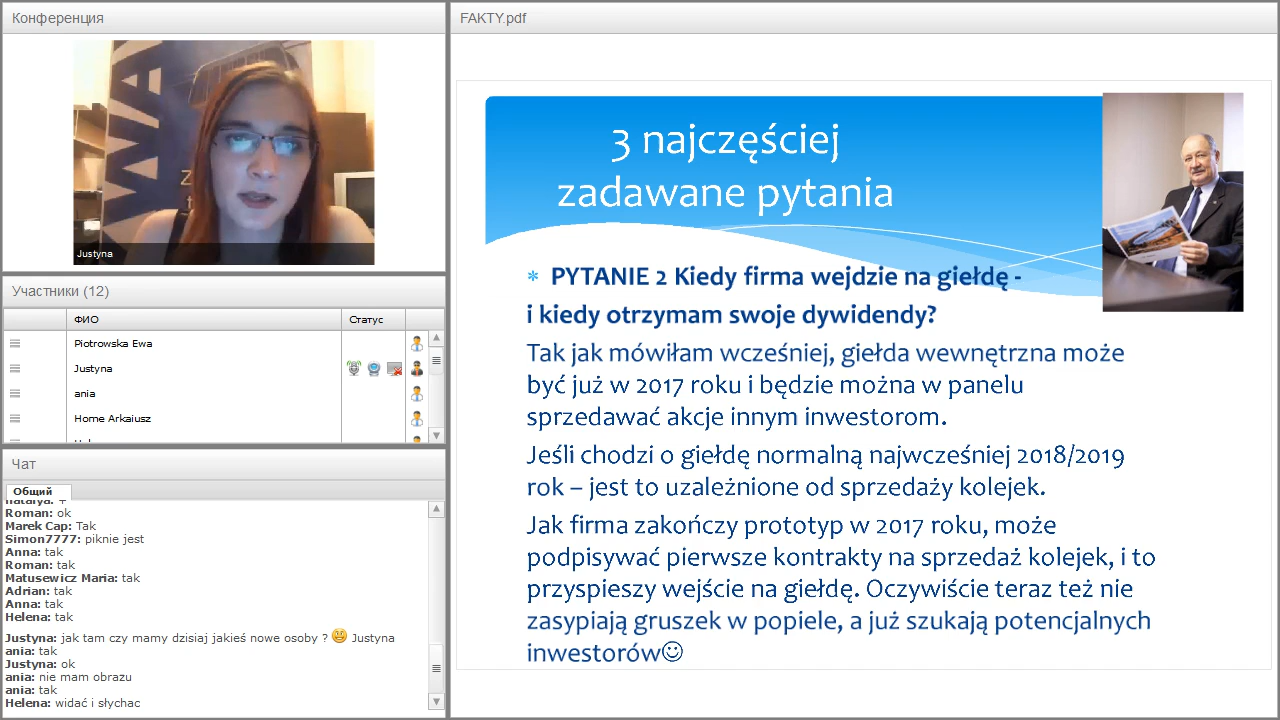 Конференция
WAY
Justyna
Участники (12)
ФИО
Статус
Piotrowska Ewa
Justyna
ania
Home Arkaiusz
Чат
Общий
natalya: +
Roman: ok
Marek Cap: Tak
Simon7777: piknie jest
Anna: tak
Roman: tak
Matusewicz Maria: tak
Adrian: tak
Anna: tak
Helena: tak
Justyna: jak tam czy mamy dzisiaj jakieś nowe osoby ? Justyna
ania: tak
Justyna: ok
ania: nie mam obrazu
ania: tak
Helena: widać i słychac
FAKTY.pdf
3 najczęściej
zadawane pytania
* PYTANIE 2 Kiedy firma wejdzie na giełdę -
i kiedy otrzymam swoje dywidendy?
Tak jak mówiłam wcześniej, giełda wewnętrzna może
być już w 2017 roku i będzie można w panelu
sprzedawać akcje innym inwestorom.
Jeśli chodzi o giełdę normalną najwcześniej 2018/2019
rok – jest to uzależnione od sprzedaży kolejek.
Jak firma zakończy prototyp w 2017 roku, może
podpisywać pierwsze kontrakty na sprzedaż kolejek, i to
przyspieszy wejście na giełdę. Oczywiście teraz też nie
zasypiają gruszek w popiele, a już szukają potencjalnych
inwestorów☺